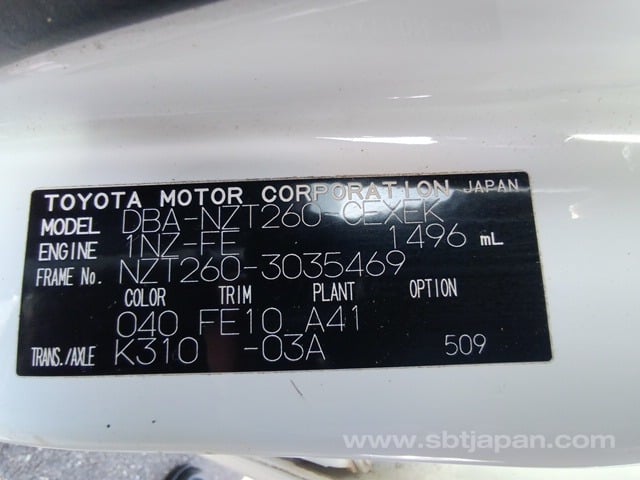 TOYOTA MOTOR CORPORATION JAPAN
MODEL DBA-NZT260-CEXEK
ENGINE 1NZ-FE 1496 mL
FRAME No. NZT260-3035469
COLOR TRIM PLANT OPTION
040 FE10 A41
TRANS./AXLE K310 -03A 509
www.sbtjapan.com